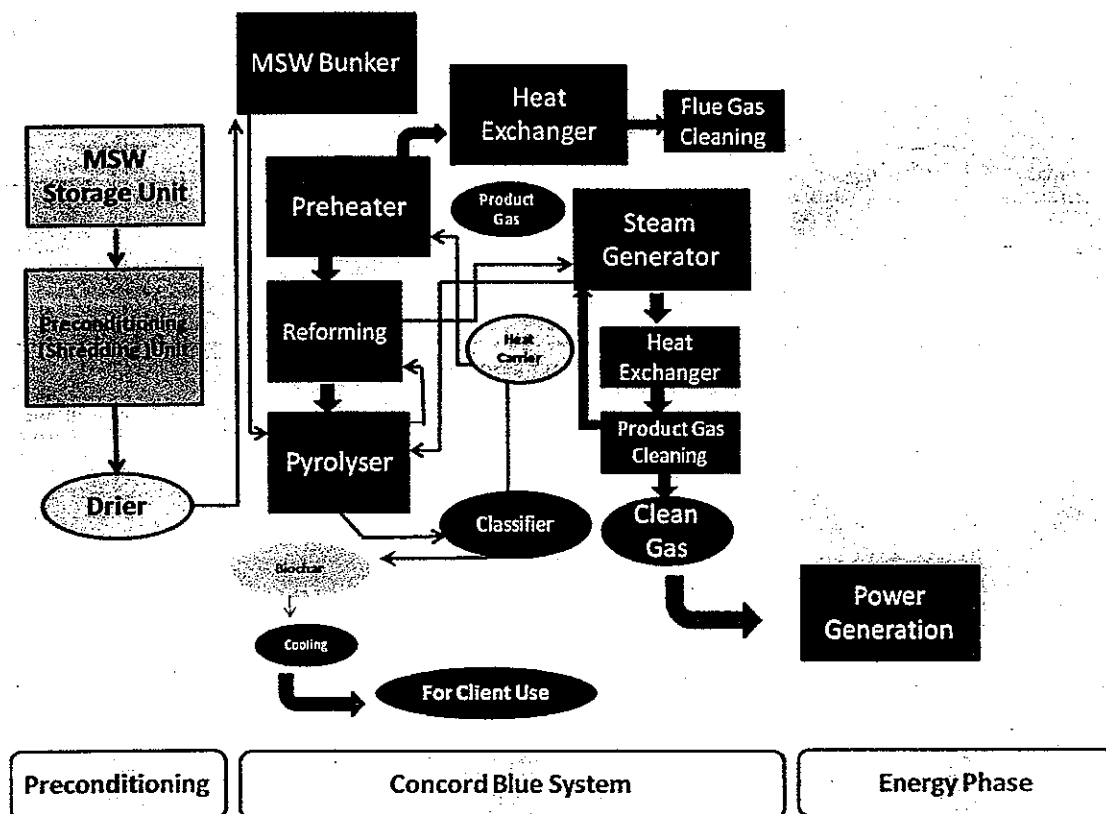 MSW Bunker
Heat
Exchanger
Flue Gas
Cleaning
MSW
Storage Unit
Preheater
Product
Gas
Steam
Generator
Preconditioning
(Shredding)Unit
Reforming
Heat
Carrier
Heat
Exchanger
Pyrolyser
Product Gas
Cleaning
Drier
Classifier
Clean
Gas
Biochar
Power
Generation
Cooling
For Client Use
Preconditioning
Concord Blue System
Energy Phase